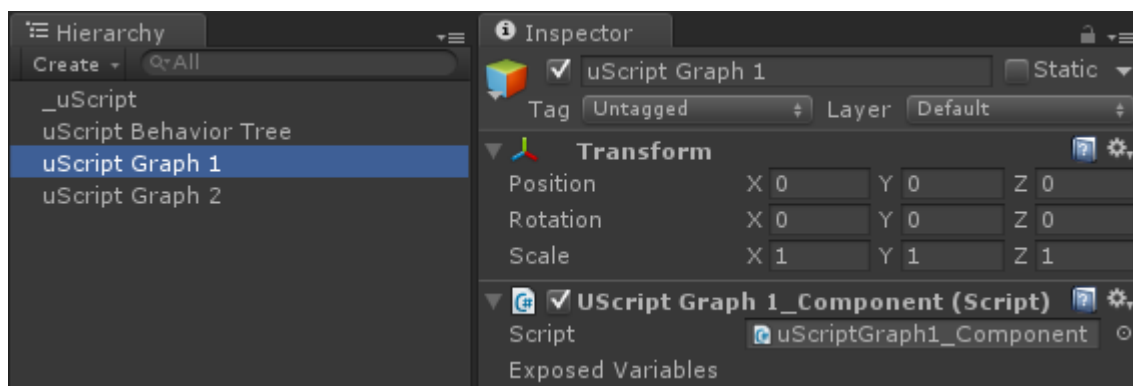 Hierarchy
Create
All
_uScript
uScript Behavior Tree
uScript Graph 1
uScript Graph 2
Inspector
uScript Graph 1
Static
Tag Untagged Layer Default
Transform
Position X 0 Y 0 Z 0
Rotation X 0 Y 0 Z 0
Scale X 1 Y 1 Z 1
UScript Graph 1_Component (Script)
Script uScriptGraph1_Component
Exposed Variables